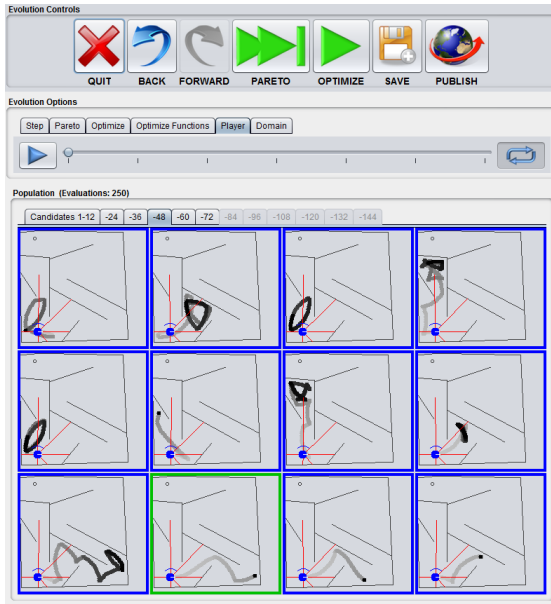 Evolution Controls
QUIT BACK FORWARD PARETO OPTIMIZE SAVE PUBLISH
Evolution Options
Step Pareto Optimize Optimize Functions Player Domain
Population (Evaluations: 250)
Candidates 1-12 -24 -36 -48 -60 -72 -84 -96 -108 -120 -132 -144